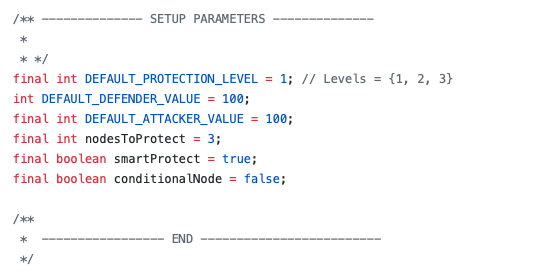 /** -------------- SETUP PARAMETERS --------------
 *
 * */
final int DEFAULT_PROTECTION_LEVEL = 1; // Levels = {1, 2, 3}
int DEFAULT_DEFENDER_VALUE = 100;
final int DEFAULT_ATTACKER_VALUE = 100;
final int nodesToProtect = 3;
final boolean smartProtect = true;
final boolean conditionalNode = false;

/**
 *  ----------------- END -------------------------
 */